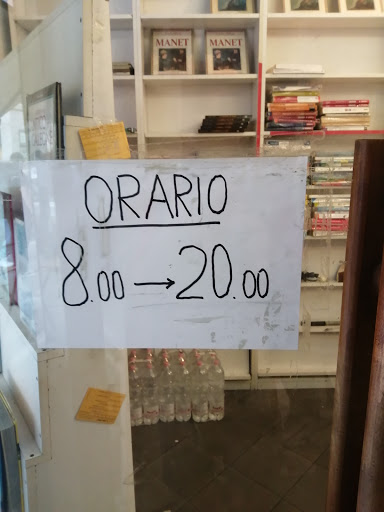 MANET
MANET
ORARIO
8.00 → 20.00